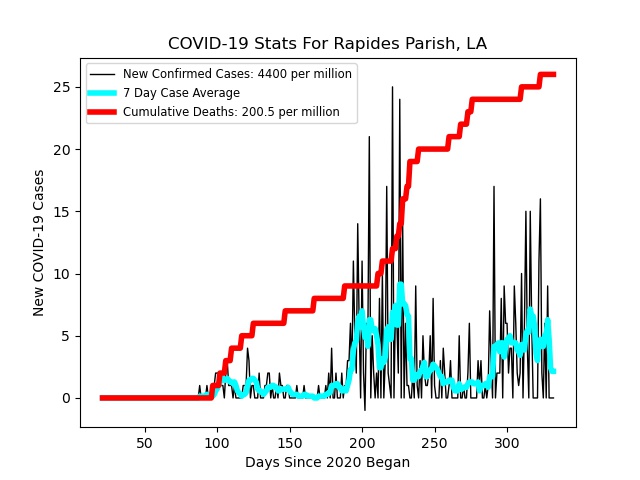 COVID-19 Stats For Rapides Parish, LA
New Confirmed Cases: 4400 per million
7 Day Case Average
Cumulative Deaths: 200.5 per million
New COVID-19 Cases
25
20
15
10
5
0
50 100 150 200 250 300
Days Since 2020 Began